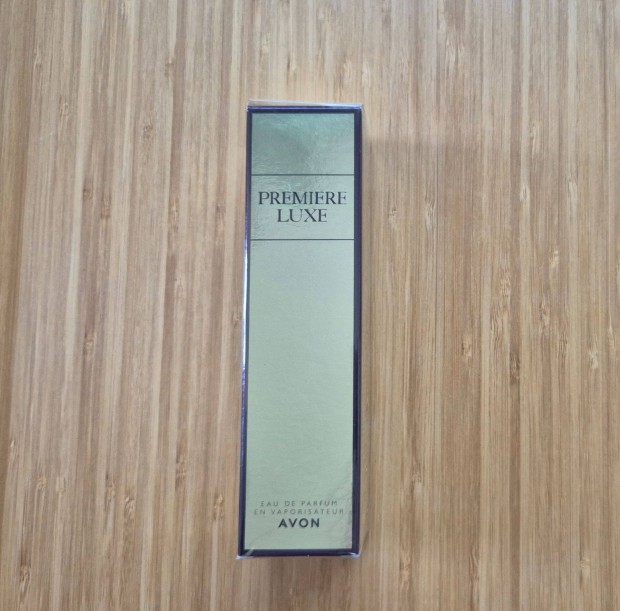 PREMIERE
LUXE
EAU DE PARFUM
EN VAPORISATEUR
AVON